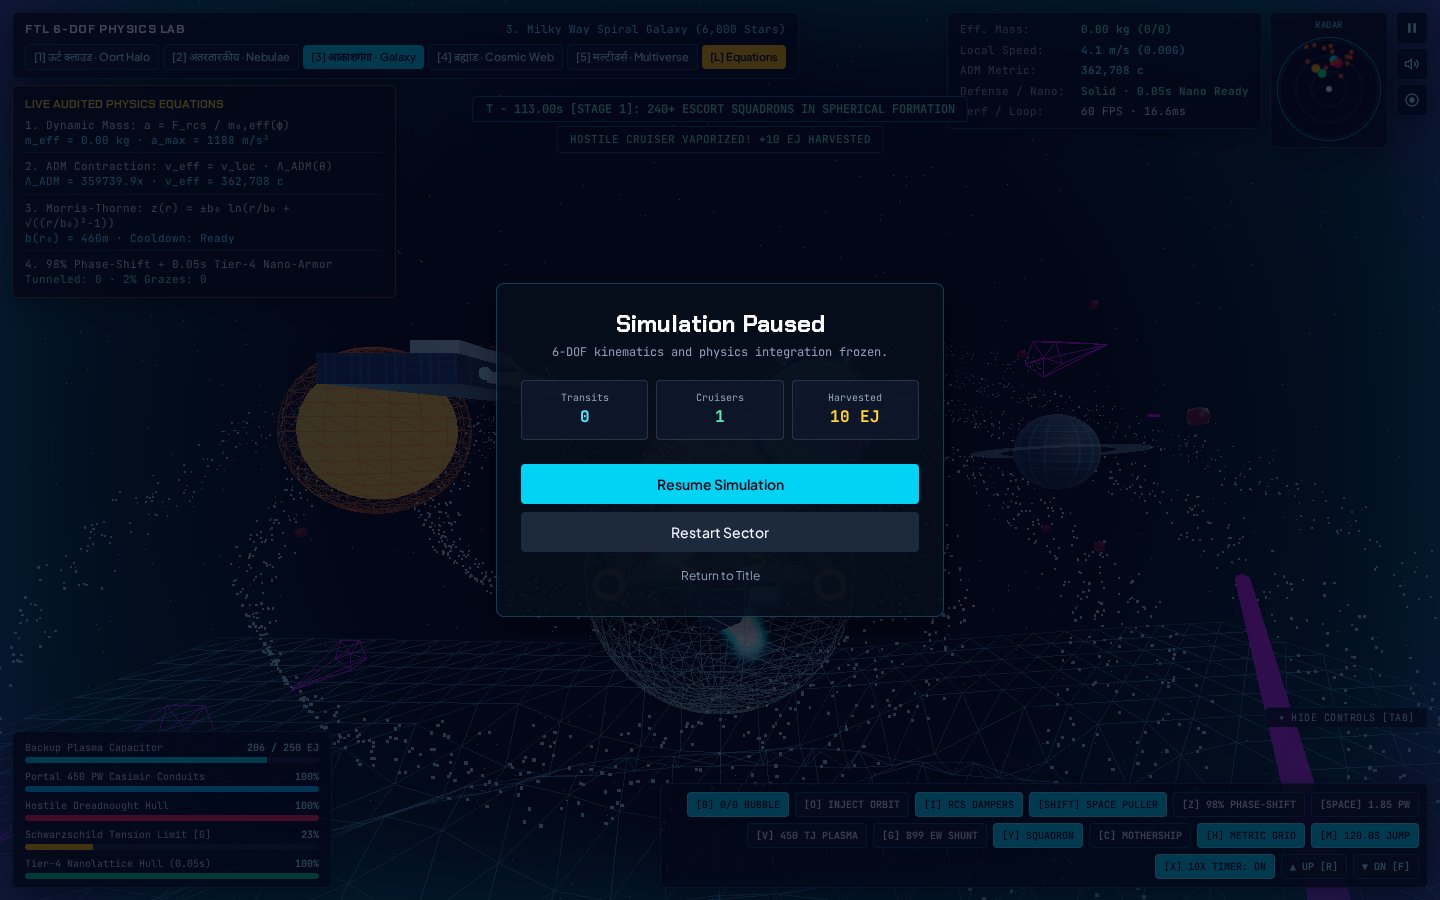 FTL 6-DOF PHYSICS LAB
3. Milky Way Spiral Galaxy (6,000 Stars)
[1] ऊर्ट क्लाउड · Oort Halo
[2] अंतरतारकीय · Nebulae
[3] आकाशगंगा · Galaxy
[4] ब्रह्मांड · Cosmic Web
[5] मल्टीवर्स · Multiverse
[L] Equations
LIVE AUDITED PHYSICS EQUATIONS
1. Dynamic Mass: a = F_rcs / m₀,eff(ϕ)
m_eff = 0.00 kg · a_max = 1188 m/s²
2. ADM Contraction: v_eff = v_loc · Λ_ADM(θ)
Λ_ADM = 359739.9x · v_eff = 362,708 c
3. Morris-Thorne: z(r) = ±b₀ ln(r/b₀ +
√((r/b₀)²-1))
b(r₀) = 460m · Cooldown: Ready
4. 98% Phase-Shift + 0.05s Tier-4 Nano-Armor
Tunneled: 0 · 2% Grazes: 0
T - 113.00s [STAGE 1]: 240+ ESCORT SQUADRONS IN SPHERICAL FORMATION
HOSTILE CRUISER VAPORIZED! +10 EJ HARVESTED
Eff. Mass: 0.00 kg (0/0)
Local Speed: 4.1 m/s (0.00G)
ADM Metric: 362,708 c
Defense / Nano: Solid · 0.05s Nano Ready
erf / Loop: 60 FPS · 16.6ms
RADAR
Simulation Paused
6-DOF kinematics and physics integration frozen.
Transits
0
Cruisers
1
Harvested
10 EJ
Resume Simulation
Restart Sector
Return to Title
Backup Plasma Capacitor 206 / 250 EJ
Portal 450 PW Casimir Conduits 100%
Hostile Dreadnought Hull 100%
Schwarzschild Tension Limit [G] 23%
Tier-4 Nanolattice Hull (0.05s) 100%
▾ HIDE CONTROLS [TAB]
[B] 0/0 BUBBLE
[O] INJECT ORBIT
[I] RCS DAMPERS
[SHIFT] SPACE PULLER
[Z] 98% PHASE-SHIFT
[SPACE] 1.85 PW
[V] 450 TJ PLASMA
[G] 899 EW SHUNT
[Y] SQUADRON
[C] MOTHERSHIP
[H] METRIC GRID
[M] 120.0S JUMP
[X] 10X TIMER: ON
▲ UP [R]
▼ DN [F]